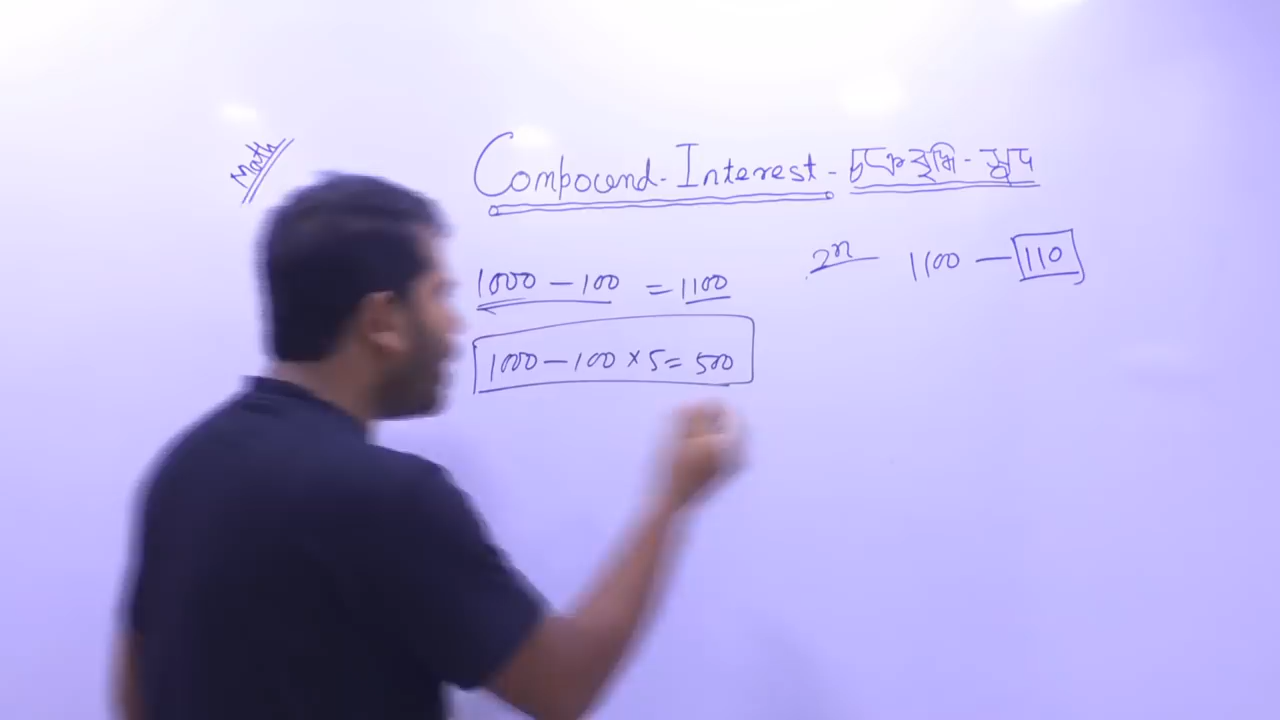 Math
Compound-Interest - চক্রবৃদ্ধি - সুদ
1000 - 100 = 1100
2n 1100 - 110
1000 - 100 × 5 = 500